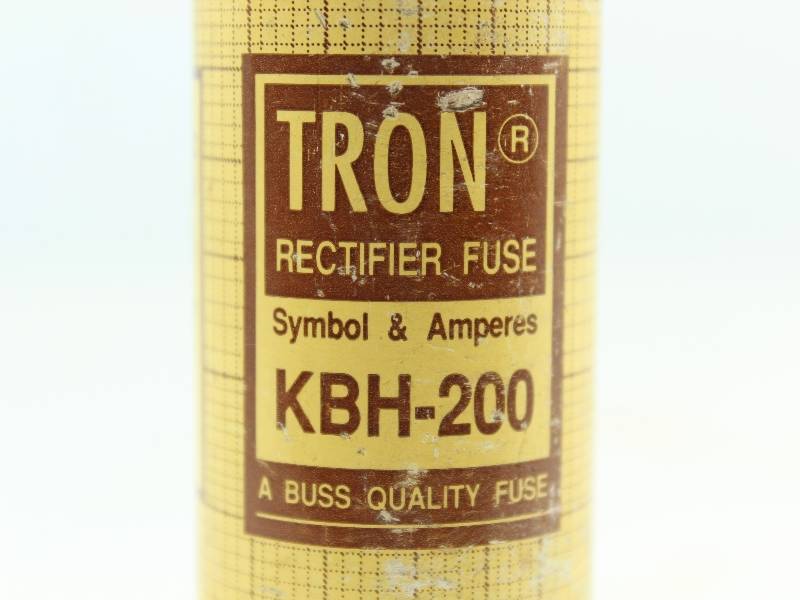 TRON®
RECTIFIER FUSE
Symbol & Amperes
KBH-200
A BUSS QUALITY FUSE